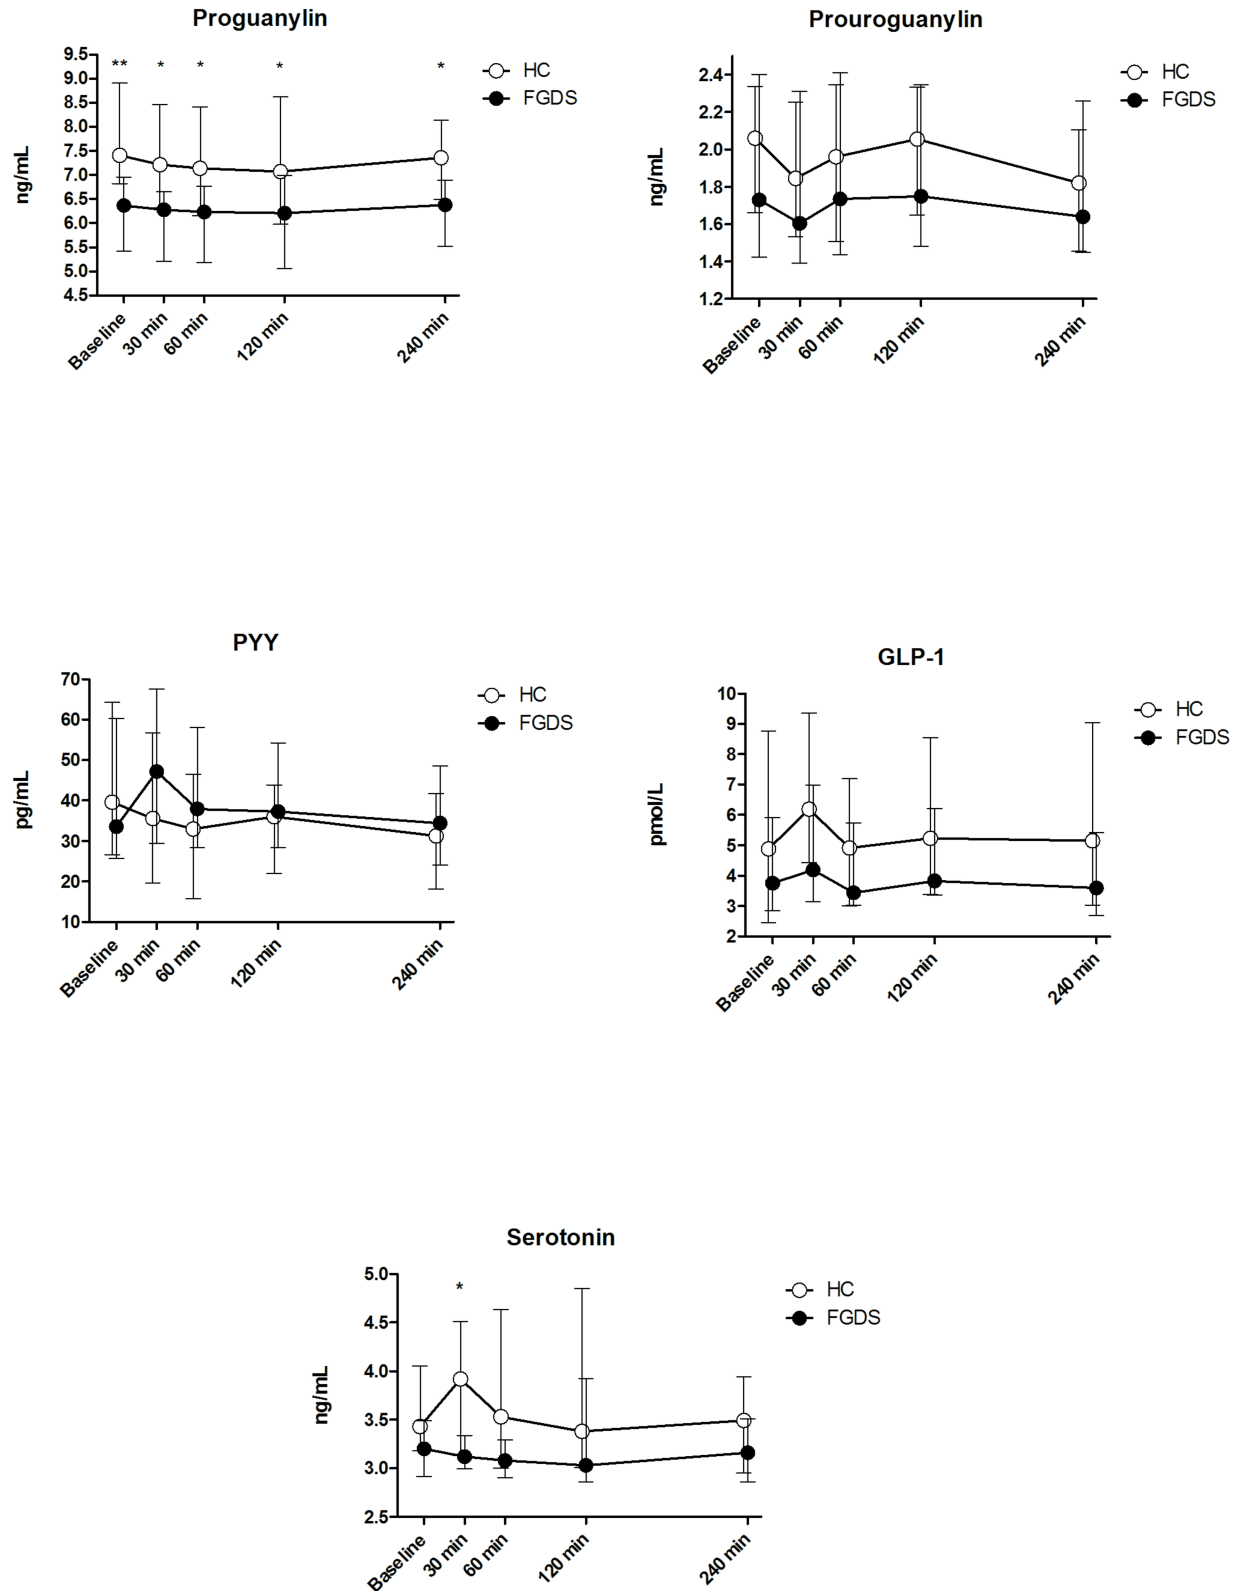 Proguanylin
9.5
9.0
8.5
8.0
7.5
7.0
6.5
6.0
5.5
5.0
4.5
ng/mL
** * * * *
HC
FGDS
Baseline
30 min
60 min
120 min
240 min
Prouroguanylin
2.4
2.2
2.0
1.8
1.6
1.4
1.2
ng/mL
HC
FGDS
Baseline
30 min
60 min
120 min
240 min
PYY
70
60
50
40
30
20
10
pg/mL
HC
FGDS
Baseline
30 min
60 min
120 min
240 min
GLP-1
10
9
8
7
6
5
4
3
2
pmol/L
HC
FGDS
Baseline
30 min
60 min
120 min
240 min
Serotonin
5.0
4.5
4.0
3.5
3.0
2.5
ng/mL
*
HC
FGDS
Baseline
30 min
60 min
120 min
240 min